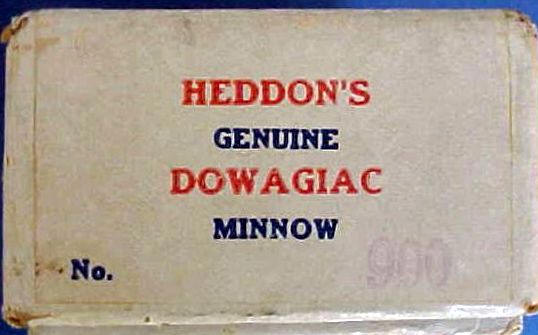 HEDDON'S
GENUINE
DOWAGIAC
MINNOW
No. 900